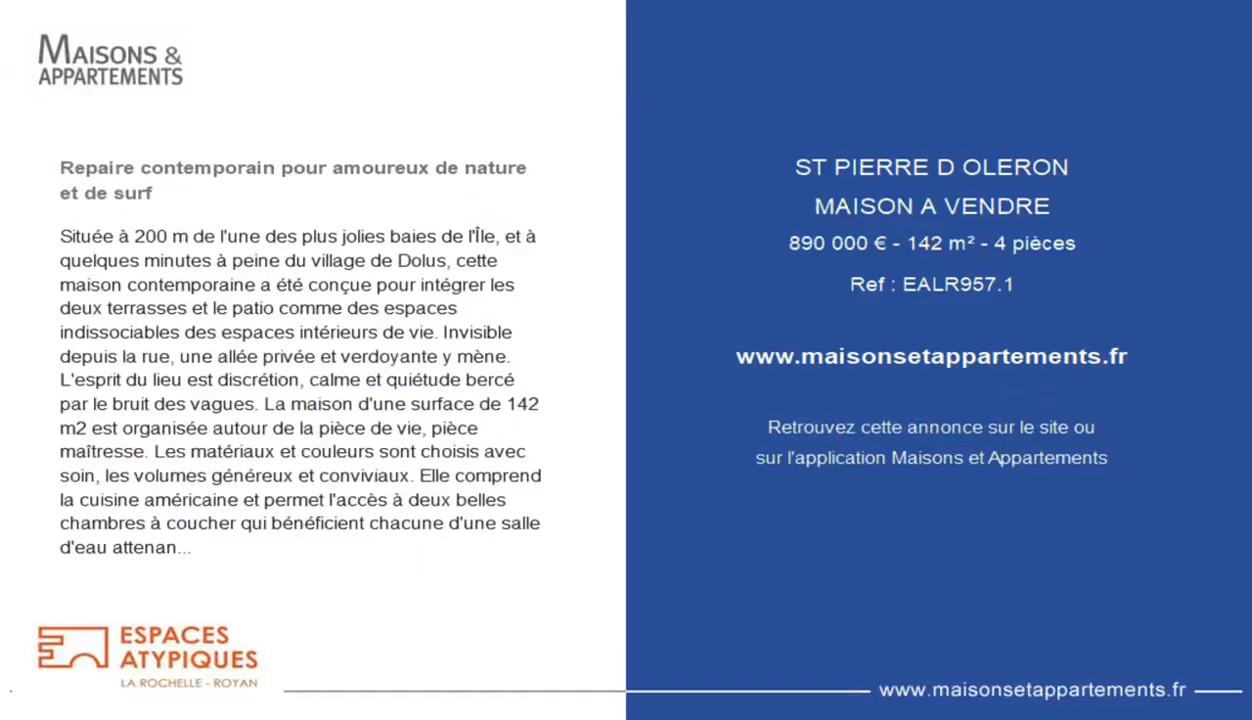 MAISONS &
APPARTEMENTS
Repaire contemporain pour amoureux de nature
et de surf
Située à 200 m de l'une des plus jolies baies de l'Île, et à
quelques minutes à peine du village de Dolus, cette
maison contemporaine a été conçue pour intégrer les
deux terrasses et le patio comme des espaces
indissociables des espaces intérieurs de vie. Invisible
depuis la rue, une allée privée et verdoyante y mène.
L'esprit du lieu est discrétion, calme et quiétude bercé
par le bruit des vagues. La maison d'une surface de 142
m2 est organisée autour de la pièce de vie, pièce
maîtresse. Les matériaux et couleurs sont choisis avec
soin, les volumes généreux et conviviaux. Elle comprend
la cuisine américaine et permet l'accès à deux belles
chambres à coucher qui bénéficient chacune d'une salle
d'eau attenan...
ESPACES
ATYPIQUES
LA ROCHELLE - ROYAN
ST PIERRE D OLERON
MAISON A VENDRE
890 000 € - 142 m² - 4 pièces
Ref : EALR957.1
www.maisonsetappartements.fr
Retrouvez cette annonce sur le site ou
sur l'application Maisons et Appartements
www.maisonsetappartements.fr